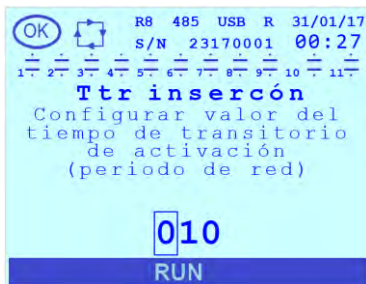 OK R8 485 USB R 31/01/17
S/N 23170001 00:27
1 2 3 4 5 6 7 8 9 10 11
Ttr insercón
Configurar valor del
tiempo de transitorio
de activación
(periodo de red)
010
RUN